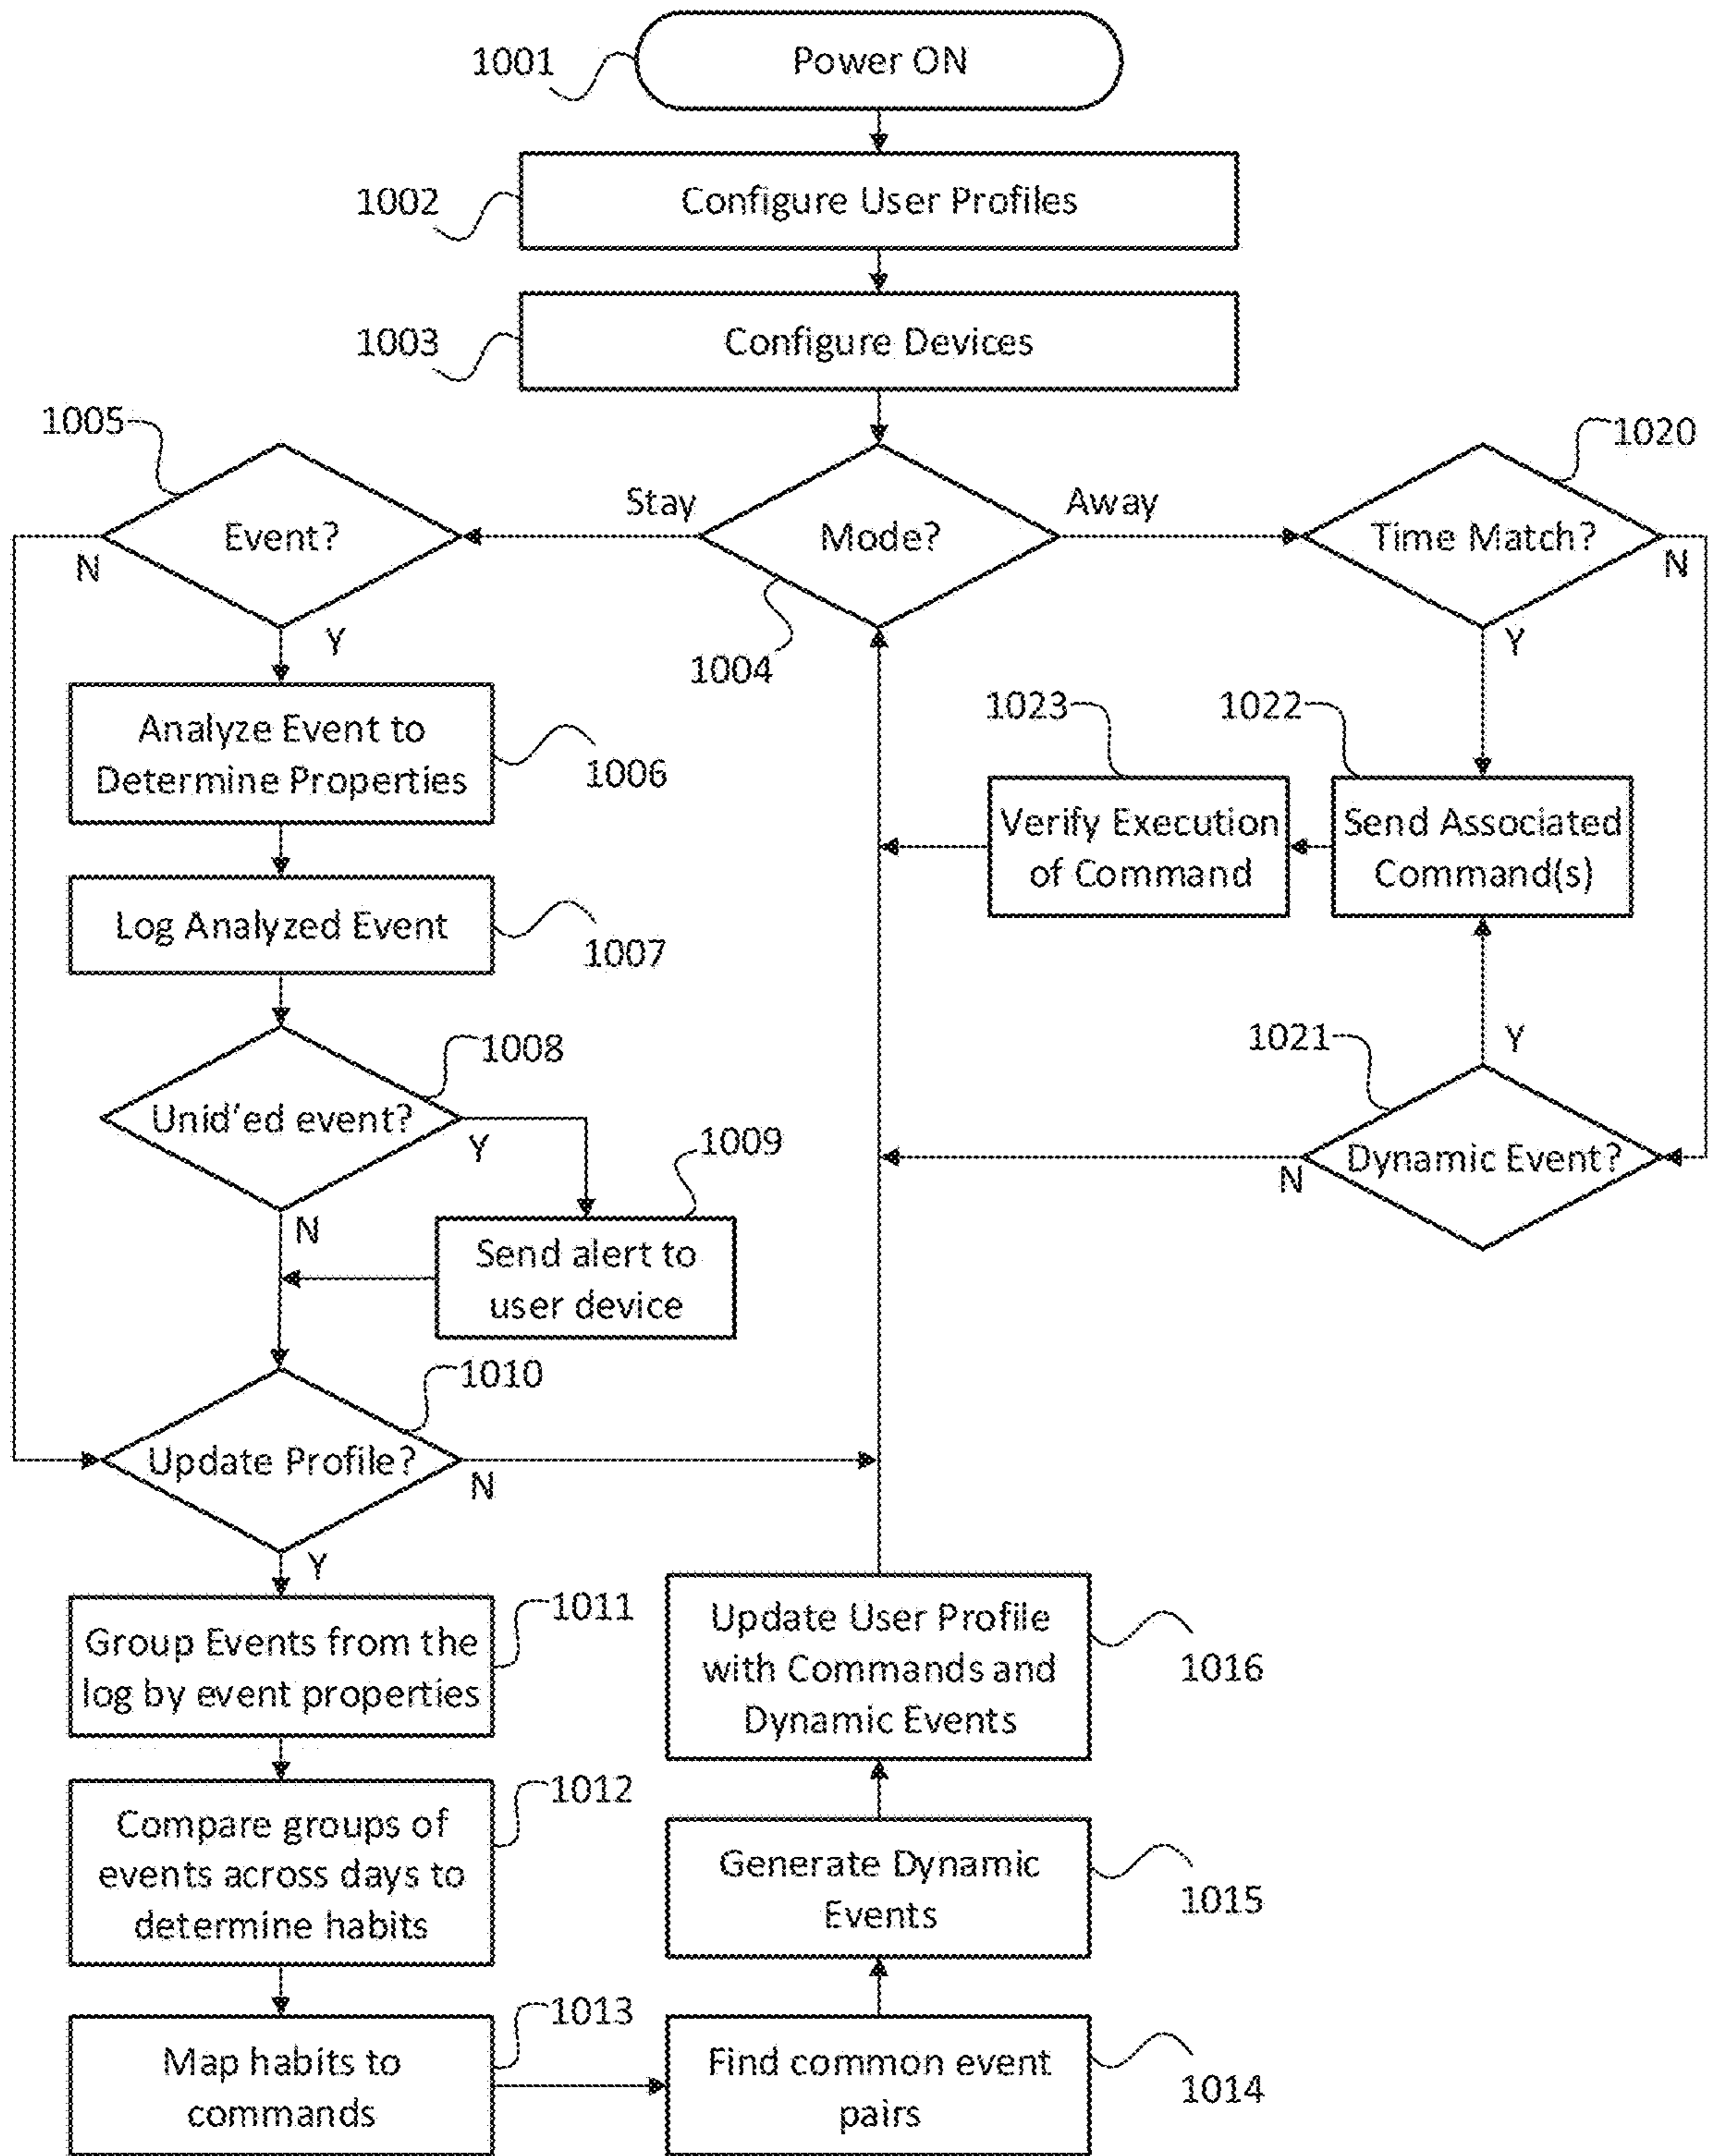 1001
Power ON
1002
Configure User Profiles
1003
Configure Devices
1005
1020
Event?
Stay
Mode?
Away
Time Match?
N
N
Y
1004
Y
Analyze Event to
Determine Properties
1006
1023
1022
Verify Execution
of Command
Send Associated
Command(s)
Log Analyzed Event
1007
1008
Unid'ed event?
Y
N
1009
Send alert to
user device
1021
Y
Dynamic Event?
N
1010
Update Profile?
N
Y
1011
Group Events from the
log by event properties
1012
Compare groups of
events across days to
determine habits
1013
Map habits to
commands
Find common event
pairs
1014
Generate Dynamic
Events
1015
Update User Profile
with Commands and
Dynamic Events
1016